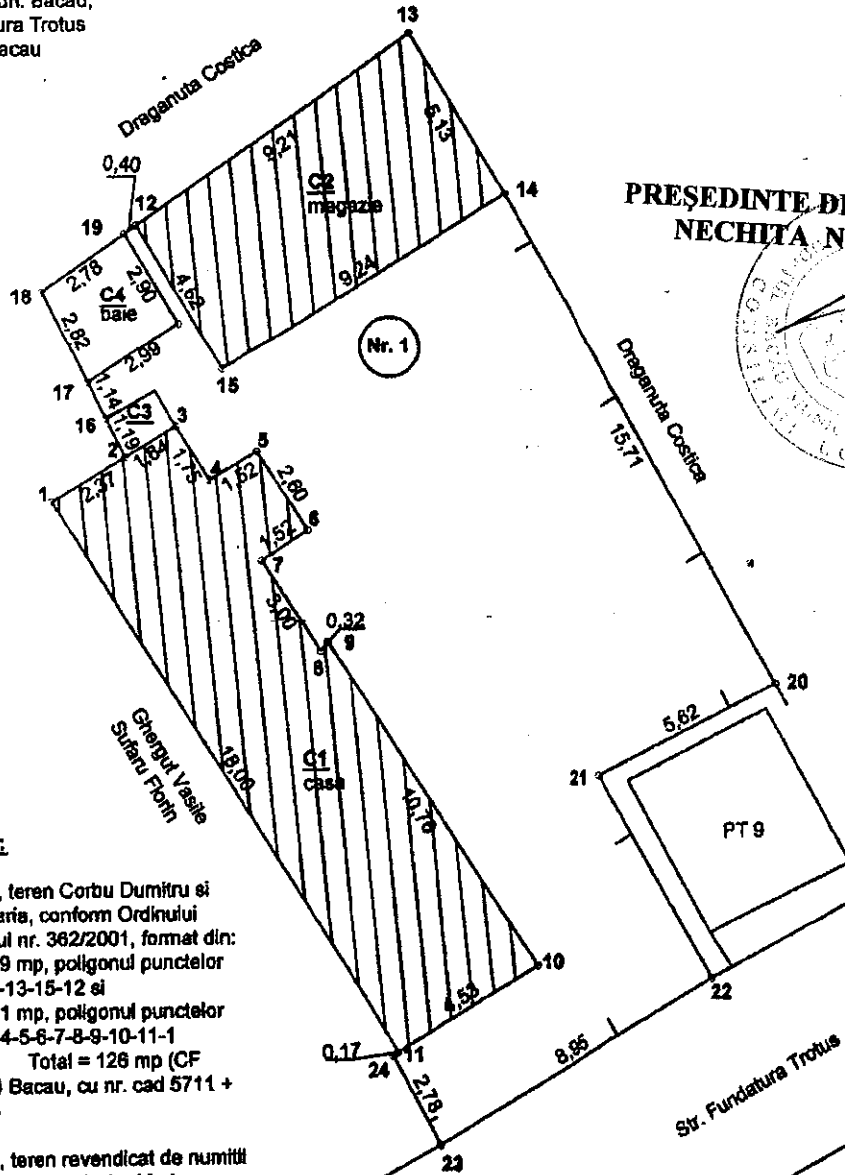 Bacau,
ura Trotus
acau
13
Draganuta Costica
9,21
6,13
0,40
12
C2
magazie
14
PREŞEDINTE
NECHITA N
19
2,78
2,90
4,62
9,24
18
C4
baie
2,82
2,99
Nr. 1
15
17
1,14
16
C3
1,19
3
2
1,84
1,75
5
4
1,52
2,60
1
2,37
6
1,52
7
Draganuta Costica
15,71
3,00
0,32
8
9
20
5,62
Ghergut Vasile
Sufaru Florin
18,00
C1
casa
10,76
21
PT 9
, teren Corbu Dumitru si
aria, conform Ordinului
ul nr. 362/2001, format din:
9 mp, poligonul punctelor
-13-15-12 si
1 mp, poligonul punctelor
4-5-6-7-8-9-10-11-1
Total = 126 mp (CF
Bacau, cu nr. cad 5711 +
10
4,53
22
0,17
11
24
8,95
2,78
Str. Fundatura Trotus
, teren revendicat de numitii
23